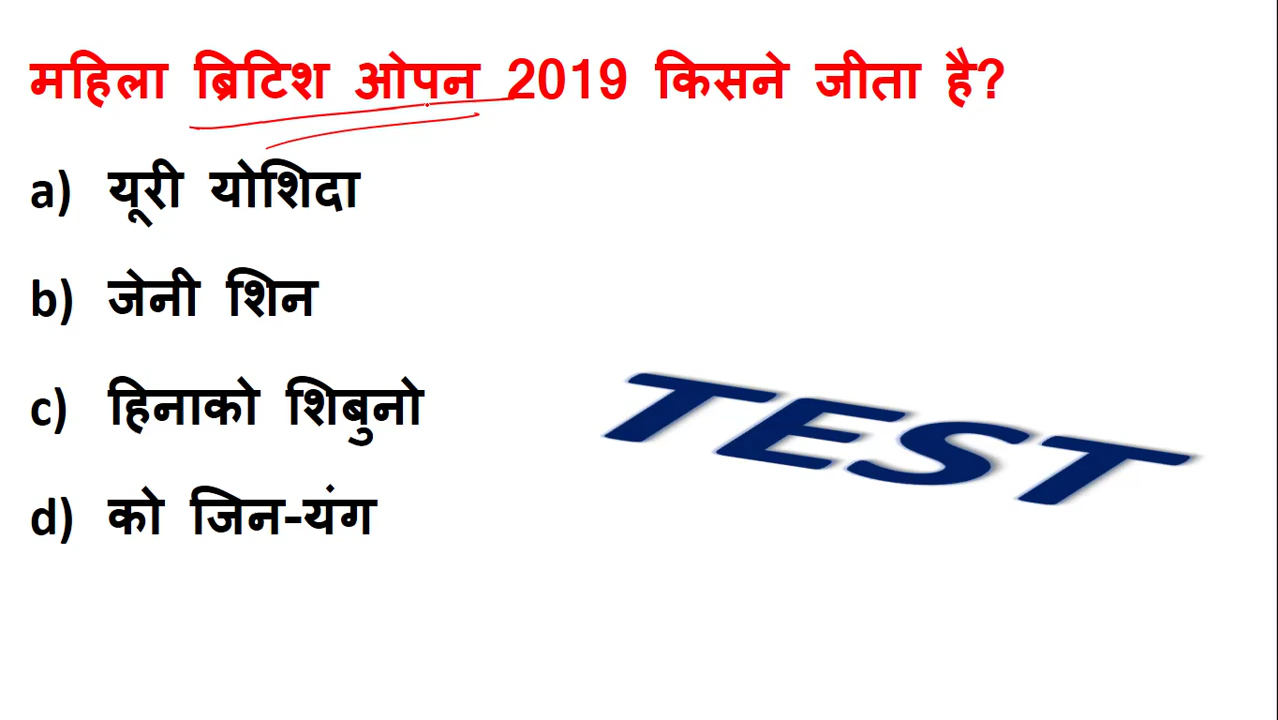 महिला ब्रिटिश ओपन 2019 किसने जीता है?
a) यूरी योशिदा
b) जेनी शिन
c) हिनाको शिबुनो
d) को जिन-यंग
TEST